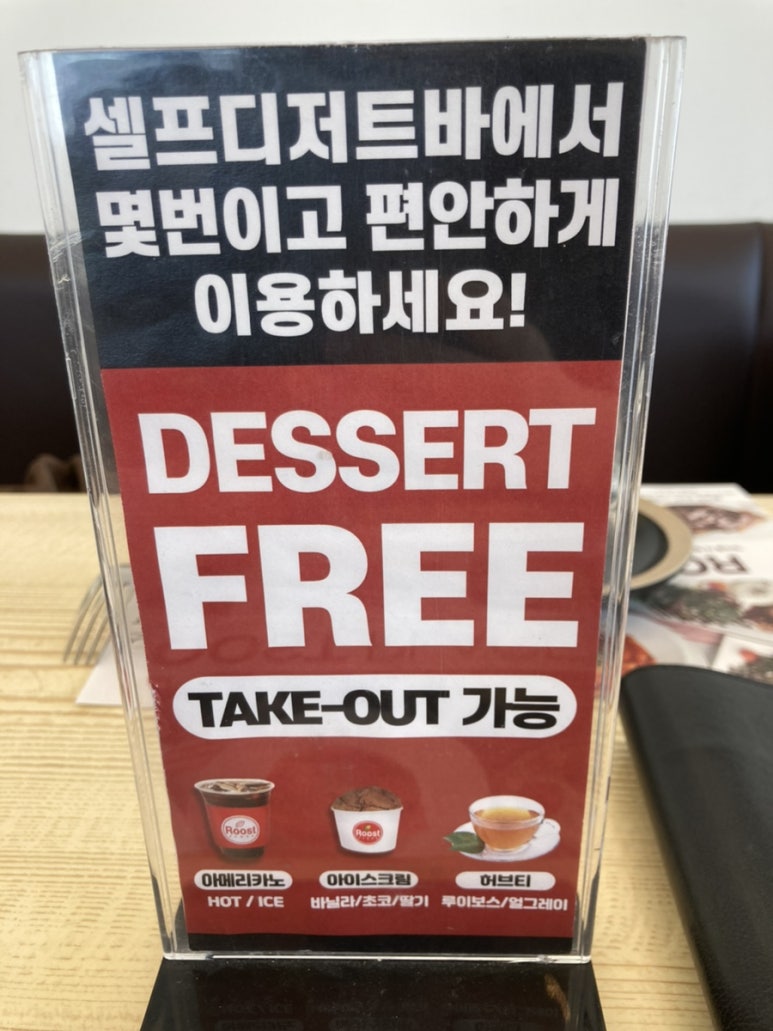 셀프디저트바에서
몇번이고 편안하게
이용하세요!
DESSERT
FREE
TAKE-OUT 가능
Roost
Roost
아메리카노
아이스크림
허브티
HOT / ICE
바닐라/초코/딸기
루이보스/얼그레이
RO